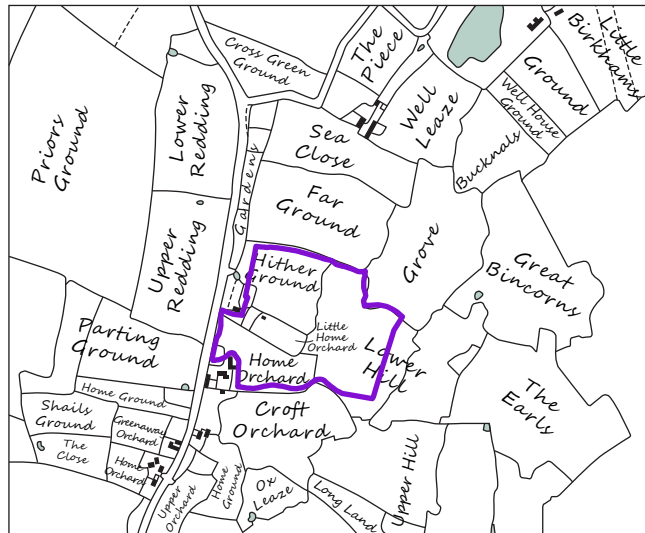 Little
Birkhams
Cross Green
Ground
The
Piece
Ground
Well House
Ground
Well
Leaze
Bucknals
Priors
Ground
Lower
Redding
Gardens
Sea
Close
Far
Ground
Grove
Great
Bincorns
Upper
Redding
Hither
Ground
Little
Home
Orchard
Home
Orchard
Lower
Hill
Parting
Ground
The
Earls
Home Ground
Shails
Ground
Greenaway
Orchard
The
Close
Home
Orchard
Croft
Orchard
Upper
Orchard
Home
Ground
Ox
Leaze
Long
Land
Upper Hill